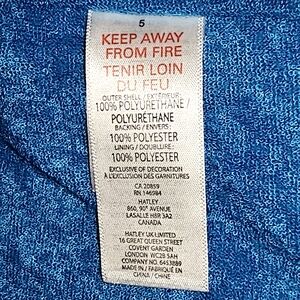 5
KEEP AWAY
FROM FIRE
TENIR LOIN
DU FEU
OUTER SHELL / EXTÉRIEUR:
100% POLYURETHANE /
POLYURÉTHANE
BACKING / ENVERS:
100% POLYESTER
LINING / DOUBLURE:
100% POLYESTER
EXCLUSIVE OF DECORATION
À L'EXCLUSION DES GARNITURES
CA 20859
RN 146984
HATLEY
860, 90e AVENUE
LASALLE H8R 3A2
CANADA
HATLEY UK LIMITED
16 GREAT QUEEN STREET
COVENT GARDEN
LONDON WC2B 5AH
COMPANY NO. 6453889
MADE IN / FABRIQUÉ EN
CHINA / CHINE